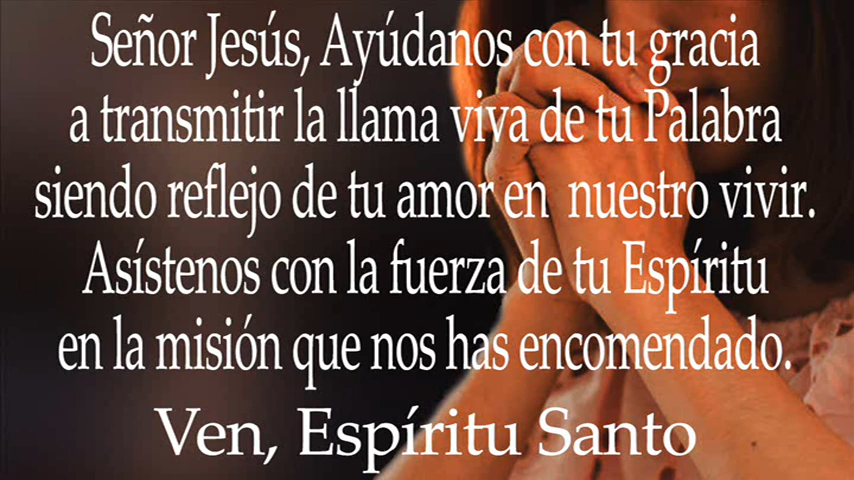 Señor Jesús, Ayúdanos con tu gracia
a transmitir la llama viva de tu Palabra
siendo reflejo de tu amor en nuestro vivir.
Asístenos con la fuerza de tu Espíritu
en la misión que nos has encomendado.
Ven, Espíritu Santo